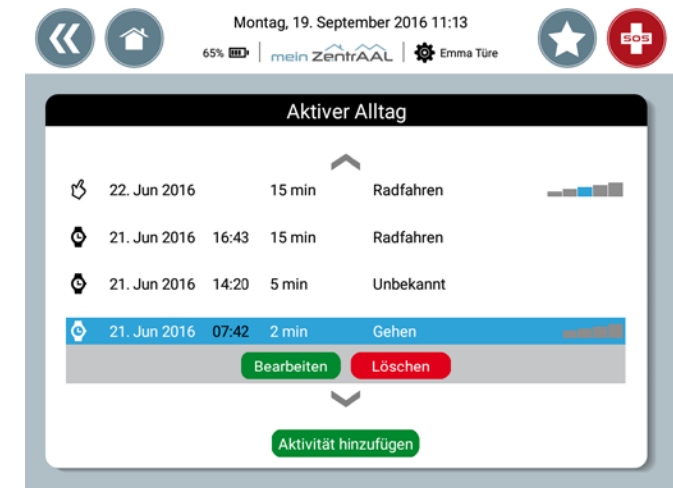 Montag, 19. September 2016 11:13
65% mein ZentrAAL Emma Türe
SOS
Aktiver Alltag
22. Jun 2016 15 min Radfahren
21. Jun 2016 16:43 15 min Radfahren
21. Jun 2016 14:20 5 min Unbekannt
21. Jun 2016 07:42 2 min Gehen
Bearbeiten Löschen
Aktivität hinzufügen